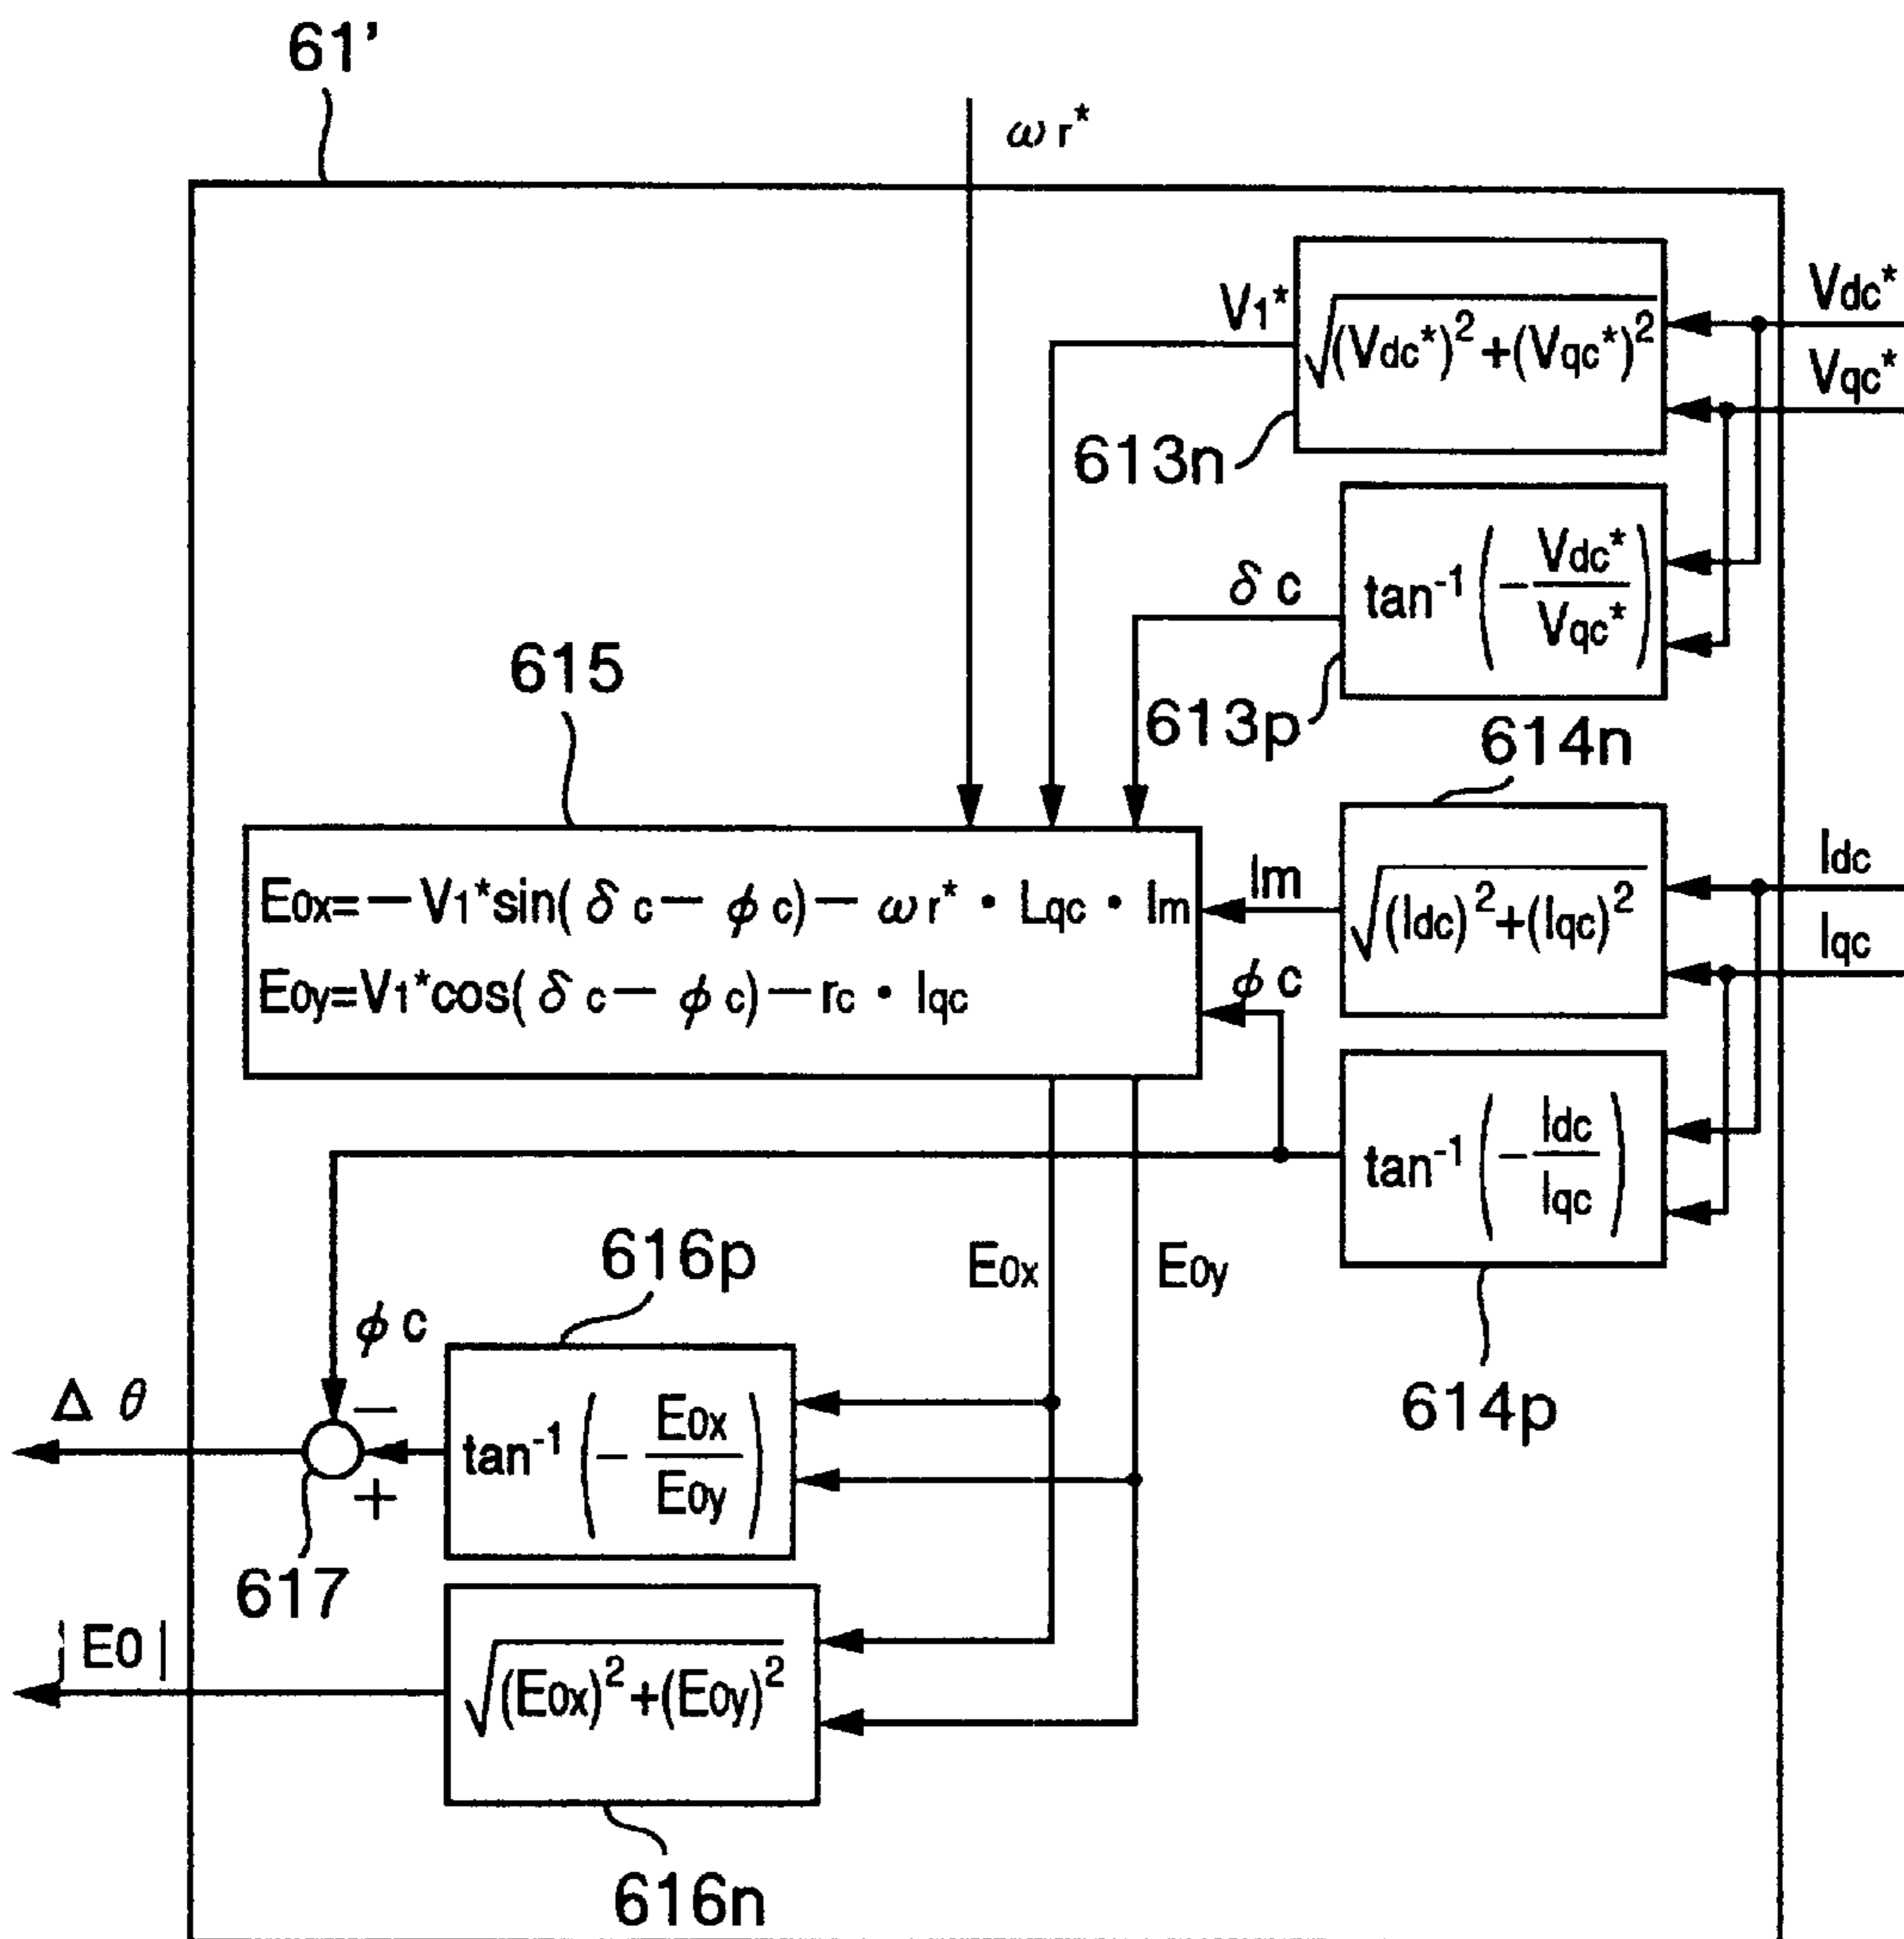 61’
ωr*
Vdc*
Vqc*
V1*
√(Vdc*)²+(Vqc*)²
613n
tan⁻¹(−Vdc*/Vqc*)
δc
613p
615
614n
E0x=−V1*sin(δc−φc)−ωr*・Lqc・Im
E0y=V1*cos(δc−φc)−rc・Iqc
Im
√(Idc)²+(Iqc)²
Idc
Iqc
φc
tan⁻¹(−Idc/Iqc)
614p
616p
E0x
E0y
φc
Δθ
−
+
tan⁻¹(−E0x/E0y)
617
|E0|
√(E0x)²+(E0y)²
616n